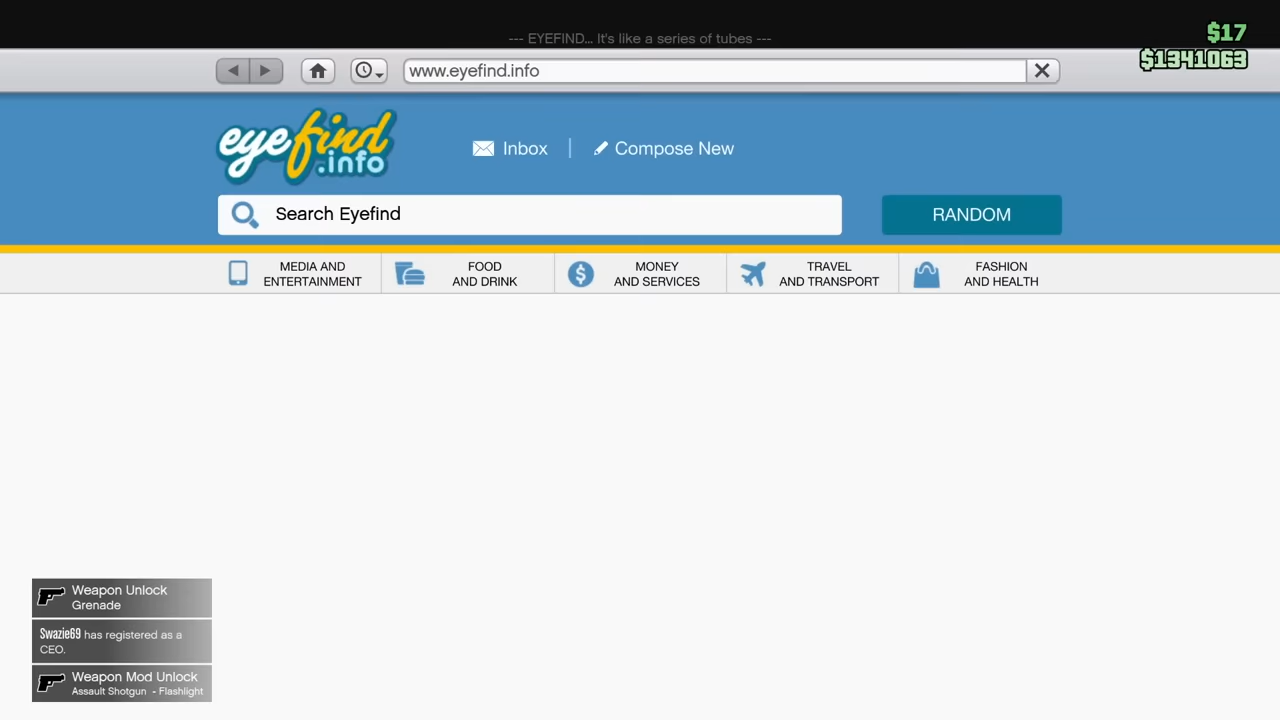 --- EYEFIND... It's like a series of tubes ---
$17
$1341063
www.eyefind.info
eyefind
.info
Inbox
Compose New
Search Eyefind
RANDOM
MEDIA AND
ENTERTAINMENT
FOOD
AND DRINK
MONEY
AND SERVICES
TRAVEL
AND TRANSPORT
FASHION
AND HEALTH
Weapon Unlock
Grenade
Swazie69 has registered as a
CEO.
Weapon Mod Unlock
Assault Shotgun - Flashlight